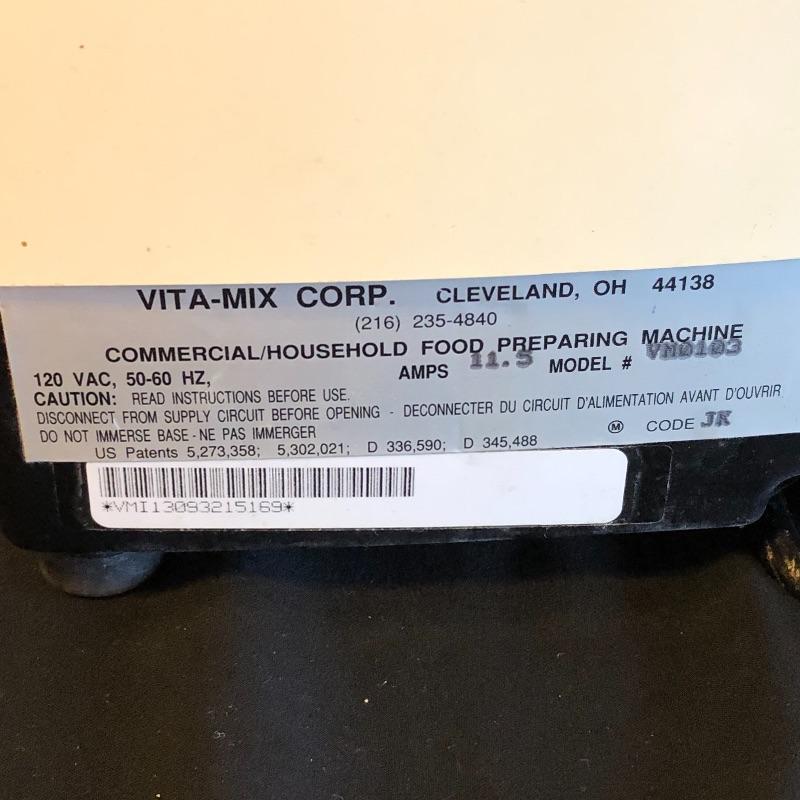 VITA-MIX CORP. CLEVELAND, OH 44138
(216) 235-4840
COMMERCIAL/HOUSEHOLD FOOD PREPARING MACHINE
120 VAC, 50-60 HZ, AMPS 11.5 MODEL # VM0103
CAUTION: READ INSTRUCTIONS BEFORE USE.
DISCONNECT FROM SUPPLY CIRCUIT BEFORE OPENING - DECONNECTER DU CIRCUIT D'ALIMENTATION AVANT D'OUVRIR
DO NOT IMMERSE BASE - NE PAS IMMERGER Ⓜ CODE JK
US Patents 5,273,358; 5,302,021; D 336,590; D 345,488
*VMI13093215169*